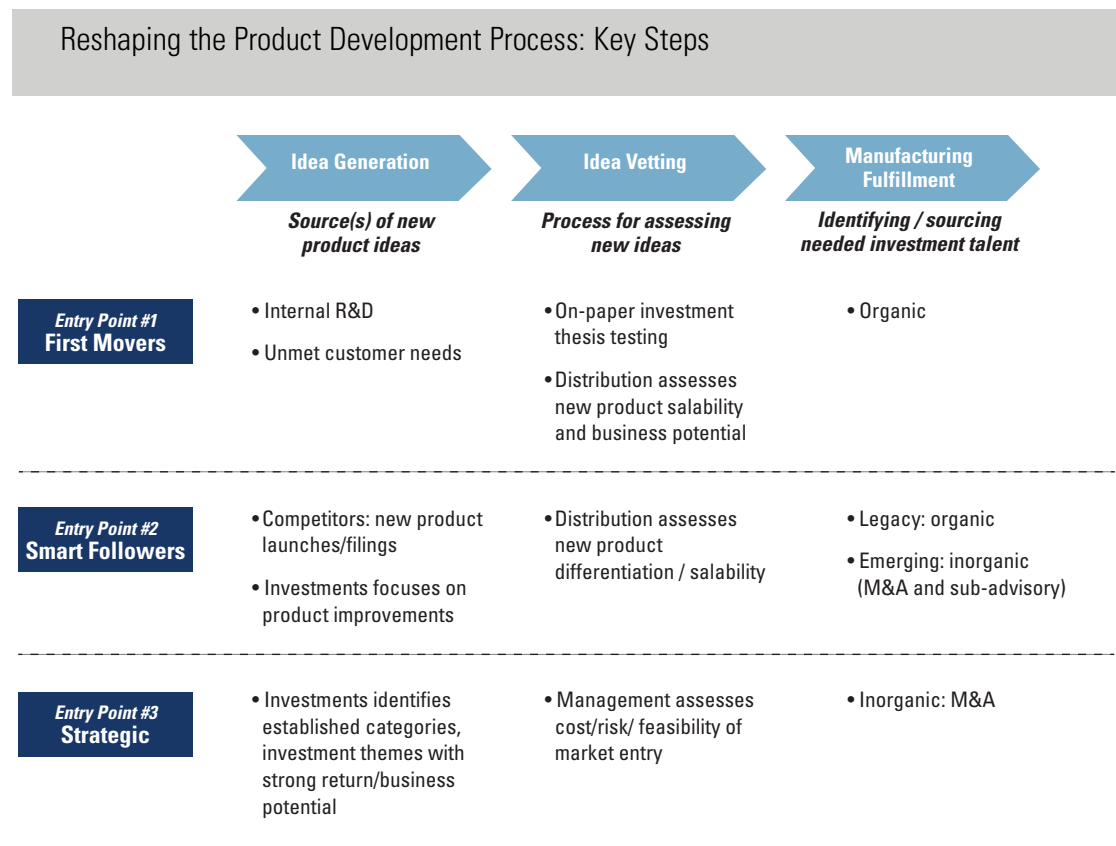 Reshaping the Product Development Process: Key Steps
Idea Generation
Idea Vetting
Manufacturing
Fulfillment
Source(s) of new
product ideas
Process for assessing
new ideas
Identifying / sourcing
needed investment talent
Entry Point #1
First Movers
• Internal R&D
• Unmet customer needs
• On-paper investment
thesis testing
• Distribution assesses
new product salability
and business potential
• Organic
Entry Point #2
Smart Followers
• Competitors: new product
launches/filings
• Investments focuses on
product improvements
• Distribution assesses
new product
differentiation / salability
• Legacy: organic
• Emerging: inorganic
(M&A and sub-advisory)
Entry Point #3
Strategic
• Investments identifies
established categories,
investment themes with
strong return/business
potential
• Management assesses
cost/risk/ feasibility of
market entry
• Inorganic: M&A